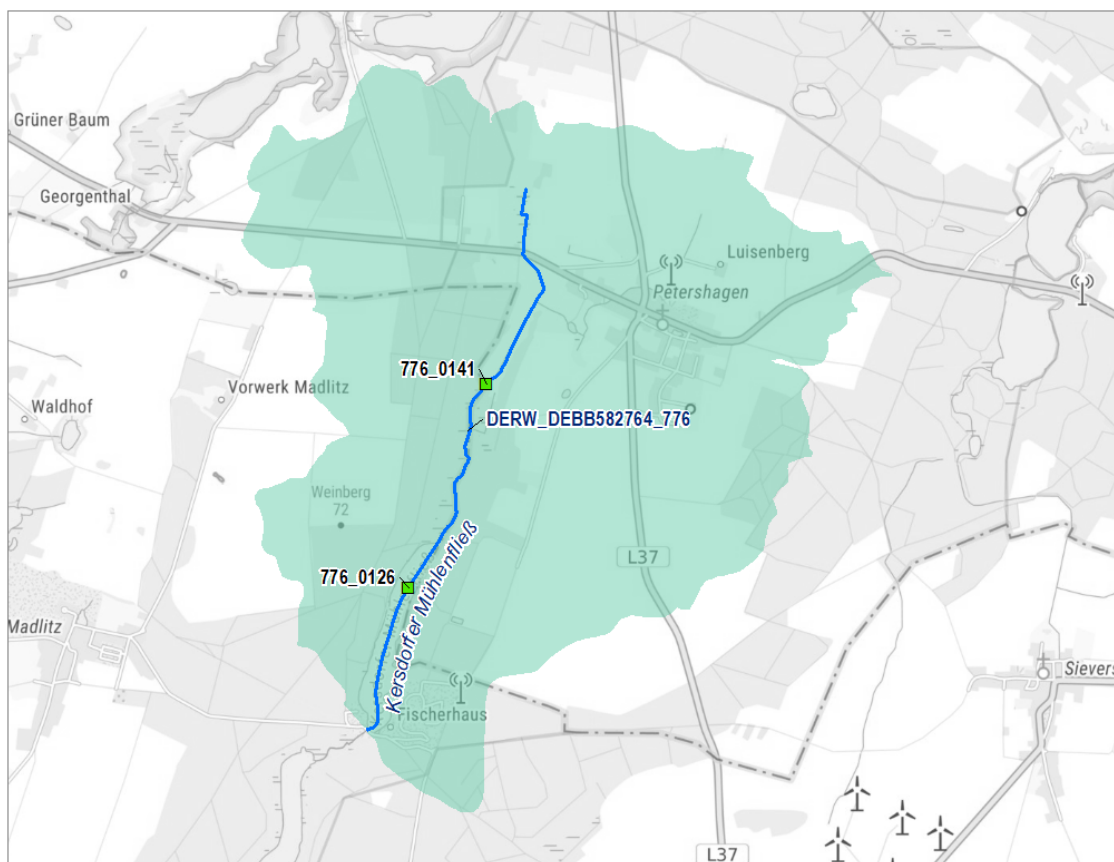 Grüner Baum
Georgenthal
Luisenberg
Petershagen
776_0141
Vorwerk Madlitz
Waldhof
DERW_DEBB582764_776
Weinberg
72
L37
776_0126
Kersdorfer Mühlenfließ
Madlitz
Sievers
Fischerhaus
L37